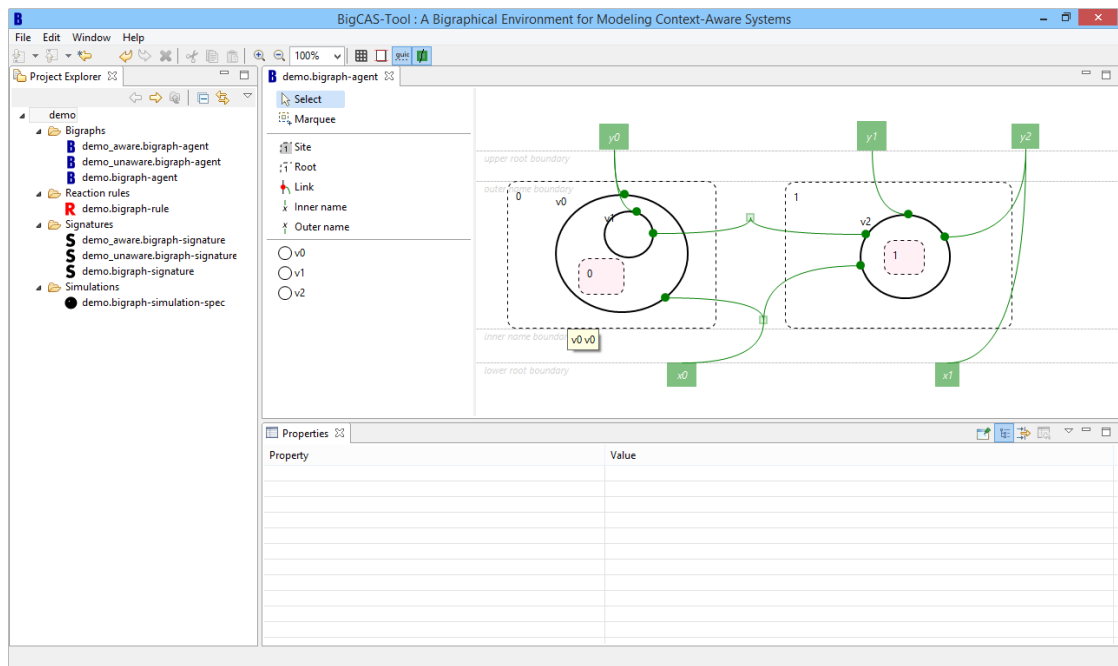 B BigCAS-Tool : A Bigraphical Environment for Modeling Context-Aware Systems
File Edit Window Help
100% guic
Project Explorer
demo
Bigraphs
B demo_aware.bigraph-agent
B demo_unaware.bigraph-agent
B demo.bigraph-agent
Reaction rules
R demo.bigraph-rule
Signatures
S demo_aware.bigraph-signature
S demo_unaware.bigraph-signature
S demo.bigraph-signature
Simulations
demo.bigraph-simulation-spec
B demo.bigraph-agent
Select
Marquee
Site
Root
Link
x Inner name
x Outer name
v0
v1
v2
y0 y1 y2
upper root boundary
outer name boundary
0 v0 v1 0
1 v2 1
inner name bounda
v0 v0
lower root boundary
x0 x1
Properties
Property Value